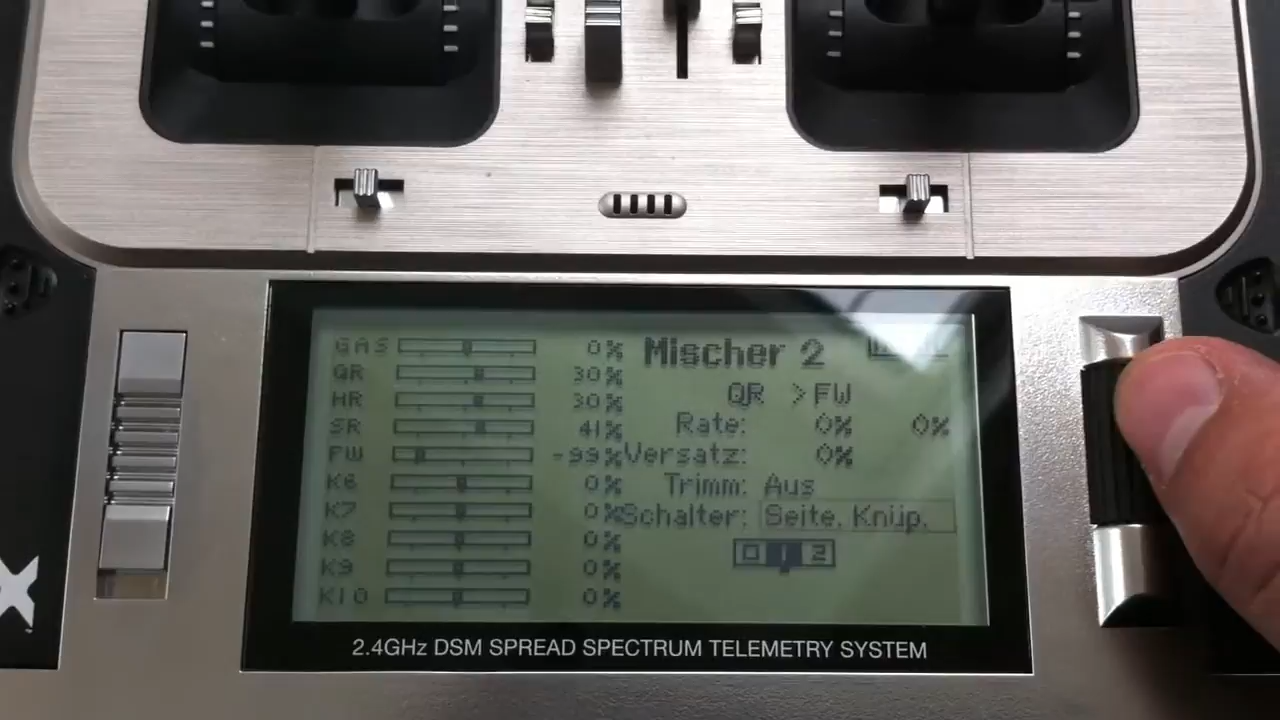 GAS 0%
QR 30%
HR 30%
SR 41%
FW -99%
K6 0%
K7 0%
K8 0%
K9 0%
K10 0%
Mischer 2
QR >FW
Rate: 0% 0%
Versatz: 0%
Trimm: Aus
Schalter: Seite, Knüp.
0 1 2
X
2.4GHz DSM SPREAD SPECTRUM TELEMETRY SYSTEM